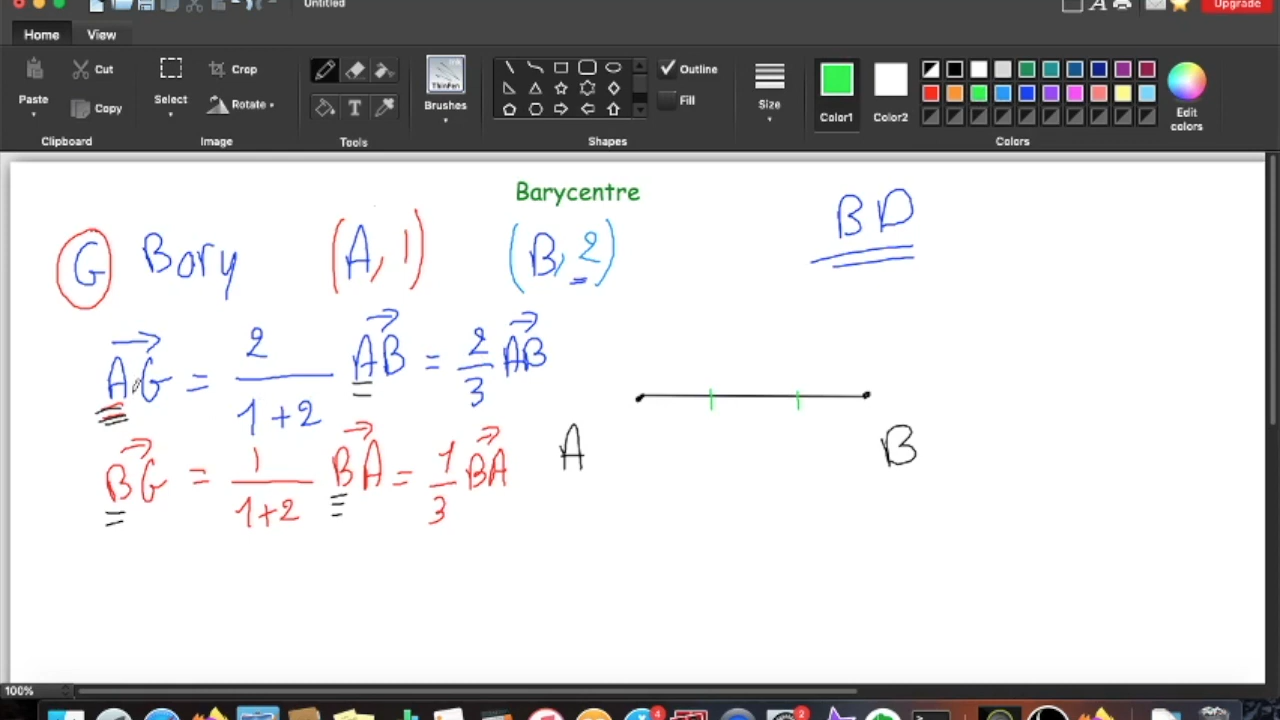 Untitled
Upgrade
Home View
Paste Cut Copy Select Crop Rotate Brushes Outline Fill Size Color1 Color2 Edit colors
Clipboard Image Tools Shapes Colors
Barycentre
G Bary (A, 1) (B, 2) BD
AG = 2/(1+2) AB = 2/3 AB
BG = 1/(1+2) BA = 1/3 BA
A B
100%